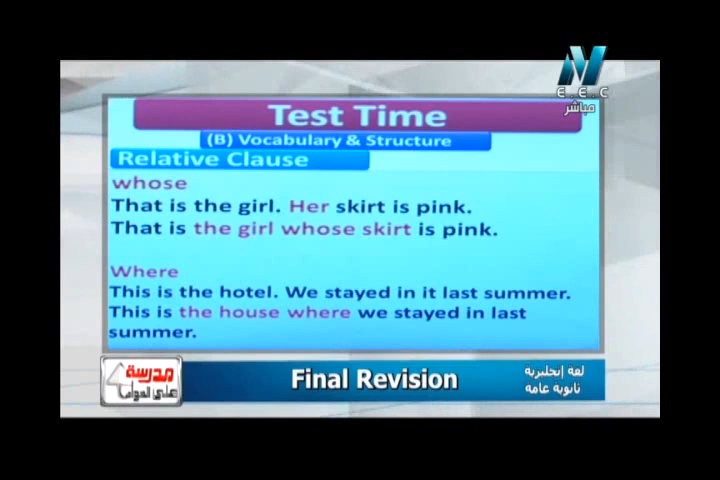 E.E.C
مباشر
Test Time
(B) Vocabulary & Structure
Relative Clause
whose
That is the girl. Her skirt is pink.
That is the girl whose skirt is pink.
Where
This is the hotel. We stayed in it last summer.
This is the house where we stayed in last
summer.
مدرسة
على الهواء
Final Revision
لغة إنجليزية
ثانوية عامة